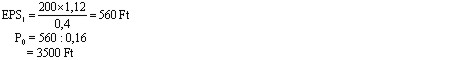 EPS₁ = 200×1,12 / 0,4 = 560 Ft
P₀ = 560 : 0,16
= 3500 Ft